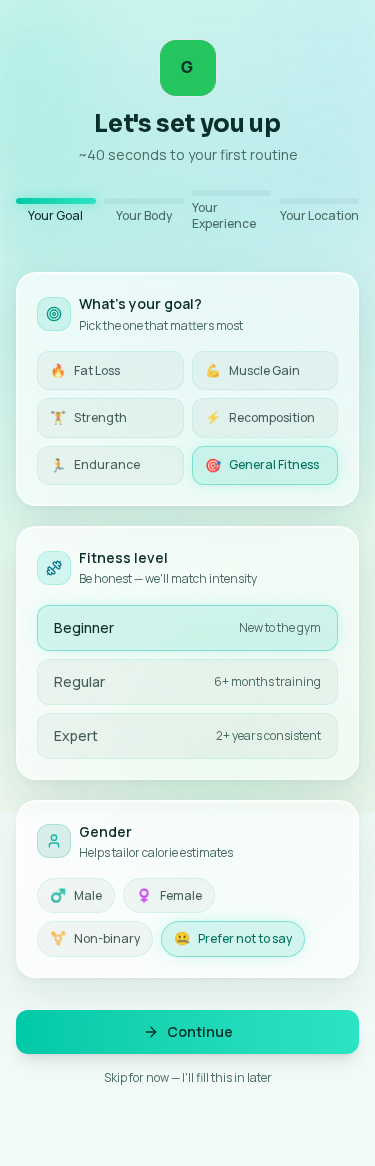 G
Let's set you up
~40 seconds to your first routine
Your Goal
Your Body
Your
Experience
Your Location
What's your goal?
Pick the one that matters most
🔥 Fat Loss
💪 Muscle Gain
🏋️ Strength
⚡ Recomposition
🏃 Endurance
🎯 General Fitness
Fitness level
Be honest — we'll match intensity
Beginner New to the gym
Regular 6+ months training
Expert 2+ years consistent
Gender
Helps tailor calorie estimates
♂️ Male
♀️ Female
⚧️ Non-binary
🤐 Prefer not to say
→ Continue
Skip for now — I'll fill this in later